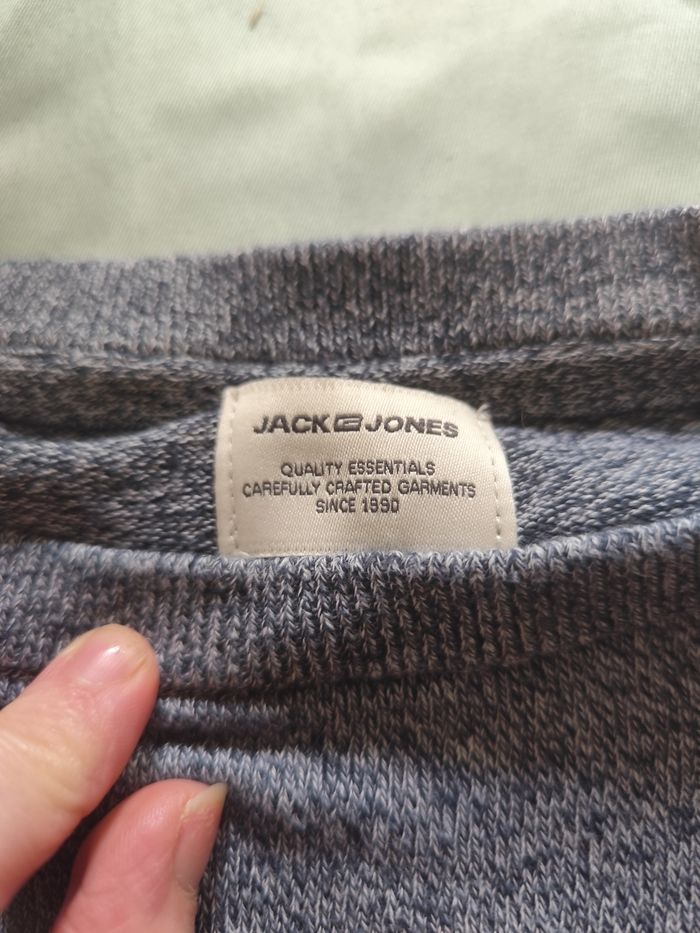 JACK JONES
QUALITY ESSENTIALS
CAREFULLY CRAFTED GARMENTS
SINCE 1990